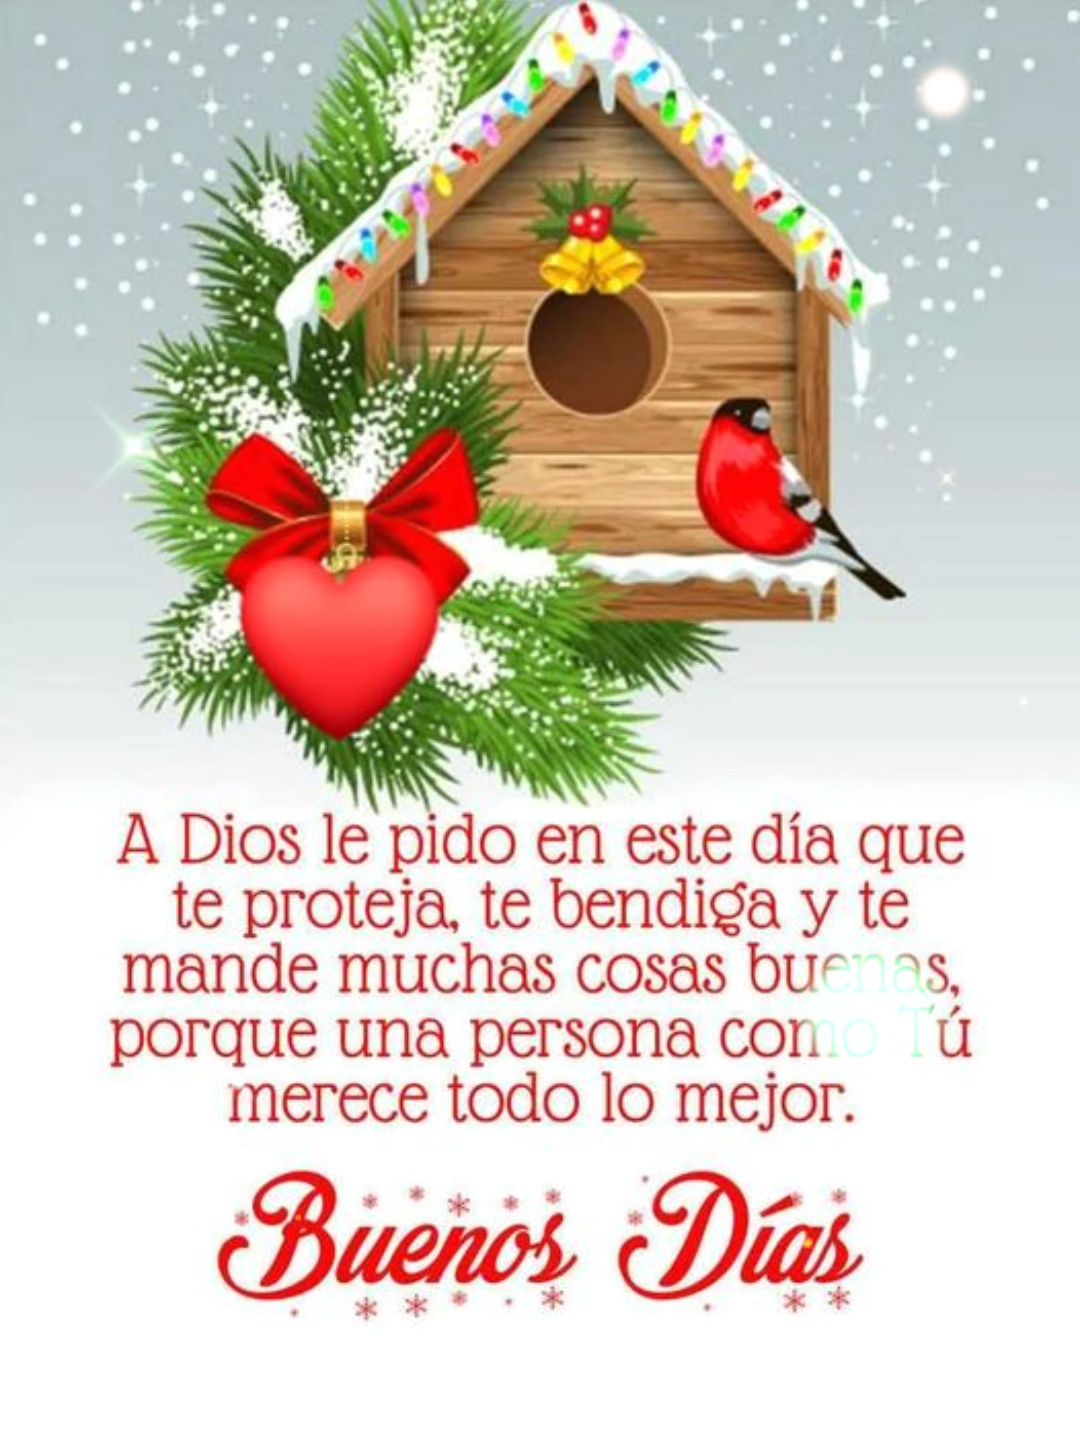 A Dios le pido en este día que
te proteja, te bendiga y te
mande muchas cosas buenas,
porque una persona como Tú
merece todo lo mejor.
Buenos Días